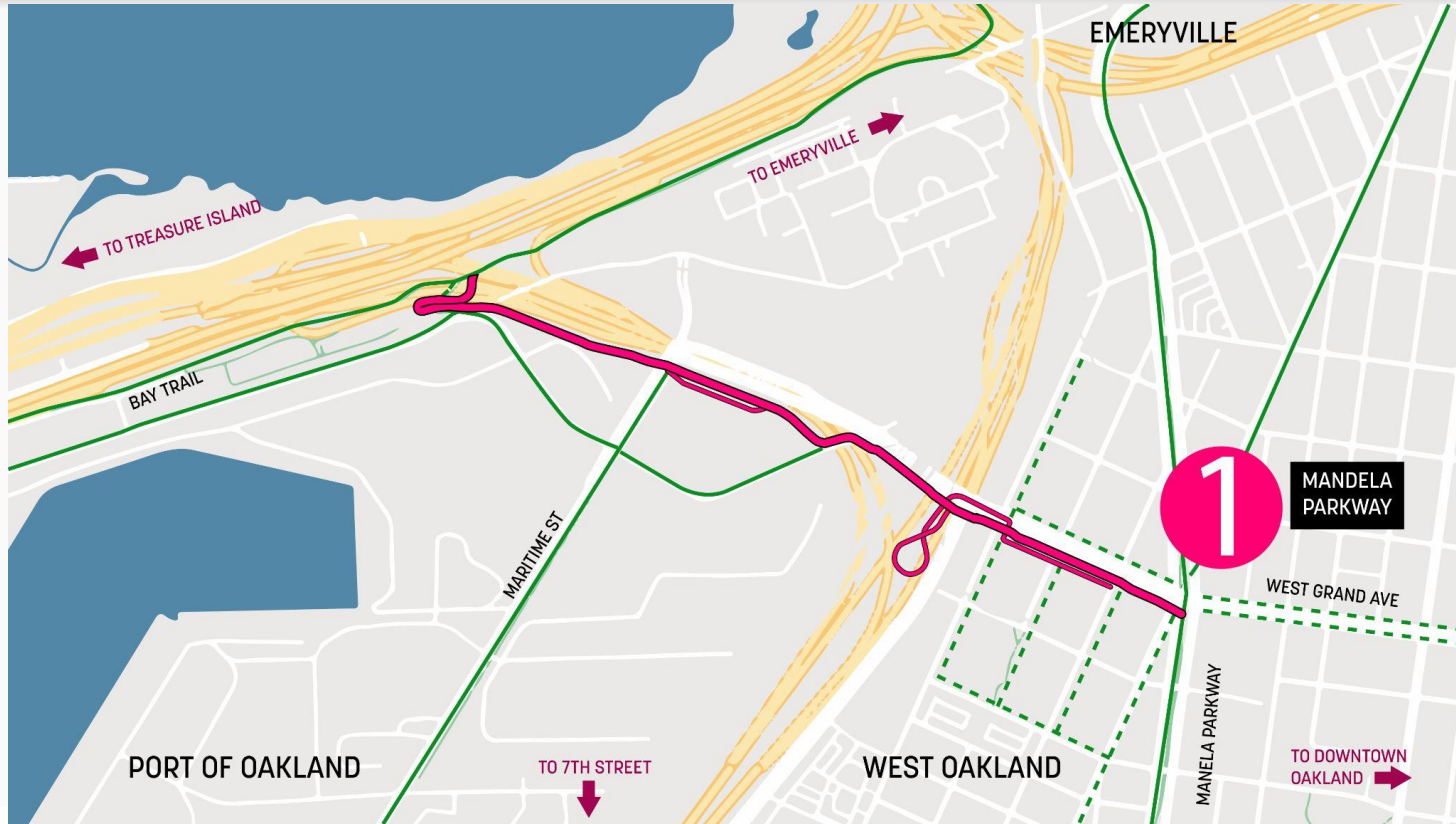 EMERYVILLE
TO EMERYVILLE
TO TREASURE ISLAND
BAY TRAIL
1
MANDELA
PARKWAY
MARITIME ST
WEST GRAND AVE
MANELA PARKWAY
PORT OF OAKLAND
TO 7TH STREET
WEST OAKLAND
TO DOWNTOWN
OAKLAND